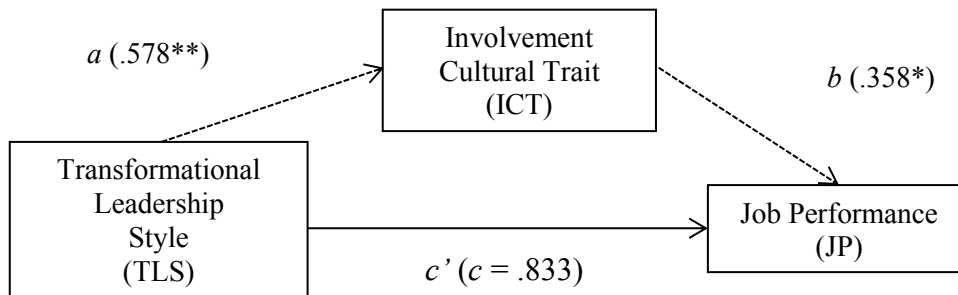 Involvement
Cultural Trait
(ICT)
a (.578**)
b (.358*)
Transformational
Leadership
Style
(TLS)
Job Performance
(JP)
c’ (c = .833)